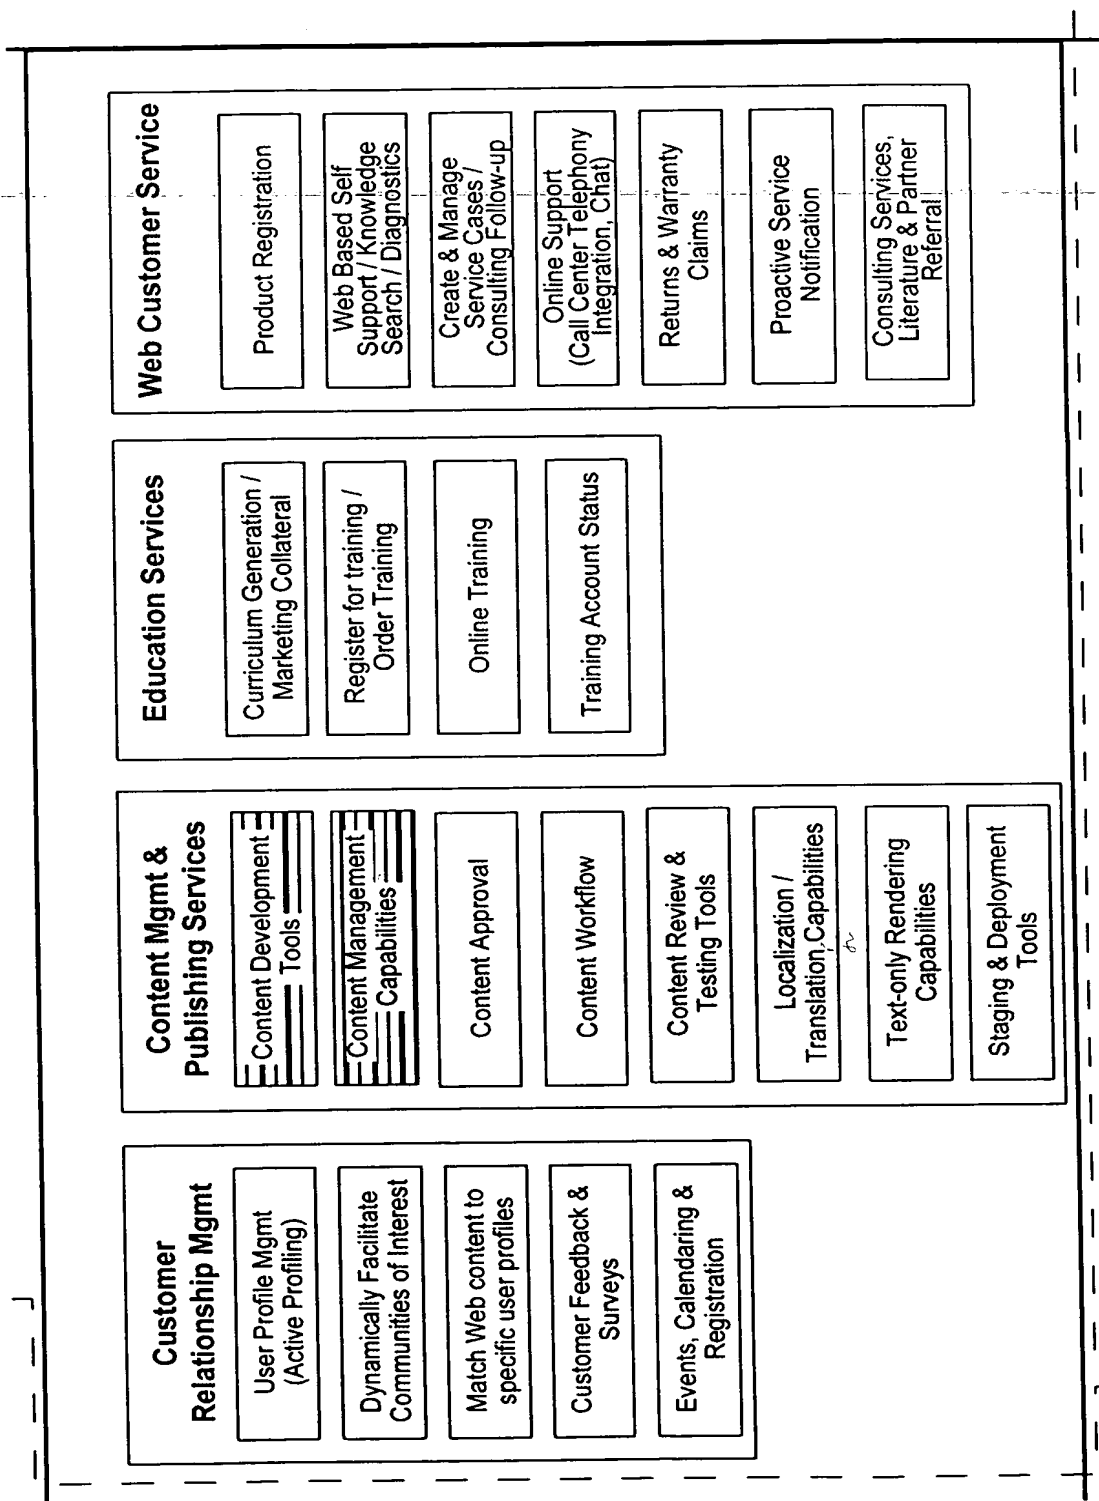 Customer
Relationship Mgmt
User Profile Mgmt
(Active Profiling)
Dynamically Facilitate
Communities of Interest
Match Web content to
specific user profiles
Customer Feedback &
Surveys
Events, Calendaring &
Registration
Content Mgmt &
Publishing Services
Content Development
Tools
Content Management
Capabilities
Content Approval
Content Workflow
Content Review &
Testing Tools
Localization /
Translation Capabilities
Text-only Rendering
Capabilities
Staging & Deployment
Tools
Education Services
Curriculum Generation /
Marketing Collateral
Register for training /
Order Training
Online Training
Training Account Status
Web Customer Service
Product Registration
Web Based Self
Support / Knowledge
Search / Diagnostics
Create & Manage
Service Cases /
Consulting Follow-up
Online Support
(Call Center Telephony
Integration, Chat)
Returns & Warranty
Claims
Proactive Service
Notification
Consulting Services,
Literature & Partner
Referral